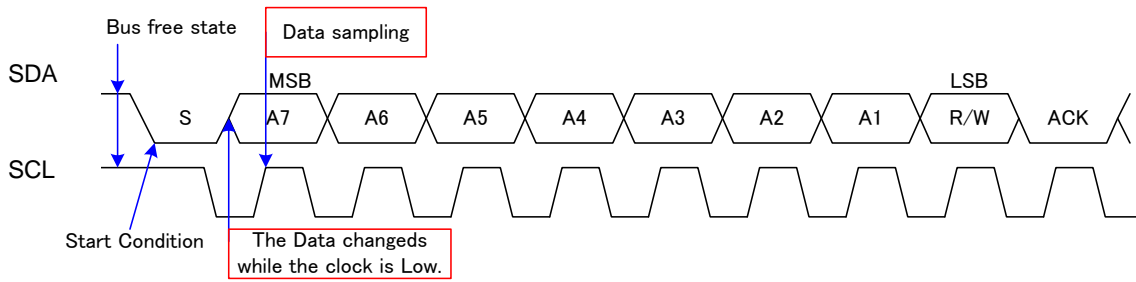 Bus free state
Data sampling
SDA
MSB
LSB
S
A7
A6
A5
A4
A3
A2
A1
R/W
ACK
SCL
Start Condition
The Data changeds
while the clock is Low.